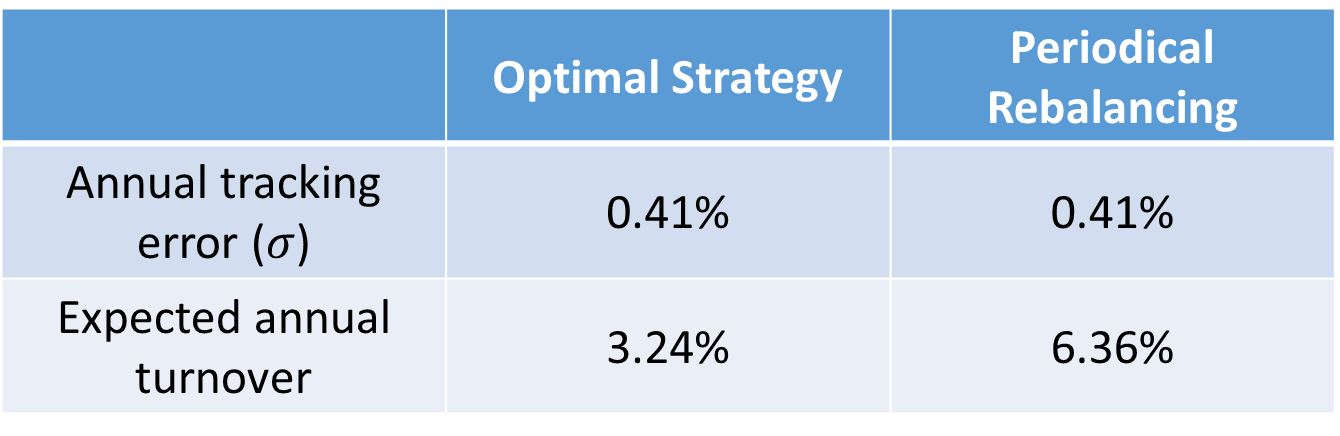 Optimal Strategy
Periodical
Rebalancing
Annual tracking
error (σ)
0.41%
0.41%
Expected annual
turnover
3.24%
6.36%